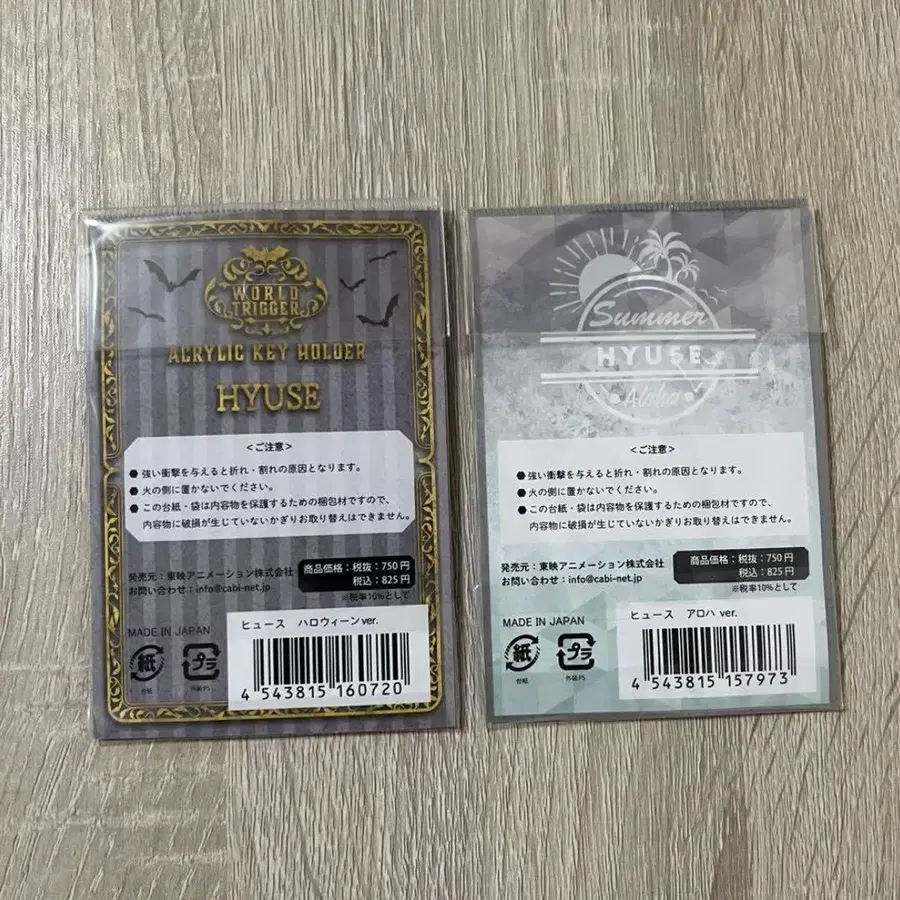 WORLD
TRIGGER
ACRYLIC KEY HOLDER
HYUSE
<ご注意>
● 強い衝撃を与えると折れ・割れの原因となります。
● 火の側に置かないでください。
● この台紙・袋は内容物を保護するための梱包材ですので、
内容物に破損が生じていないかぎりお取り替えはできません。
発売元：東映アニメーション株式会社
お問い合わせ：info@cabi-net.jp
商品価格：税抜：750円
税込：825円
※税率10%として
MADE IN JAPAN
紙
台紙
プラ
外袋PS
ヒュース ハロウィーンver.
4 543815 160720
Summer
HYUSE
Aloha
<ご注意>
● 強い衝撃を与えると折れ・割れの原因となります。
● 火の側に置かないでください。
● この台紙・袋は内容物を保護するための梱包材ですので、
内容物に破損が生じていないかぎりお取り替えはできません。
発売元：東映アニメーション株式会社
お問い合わせ：info@cabi-net.jp
商品価格：税抜：750円
税込：825円
※税率10%として
MADE IN JAPAN
紙
台紙
プラ
外袋PS
ヒュース アロハ ver.
4 543815 157973